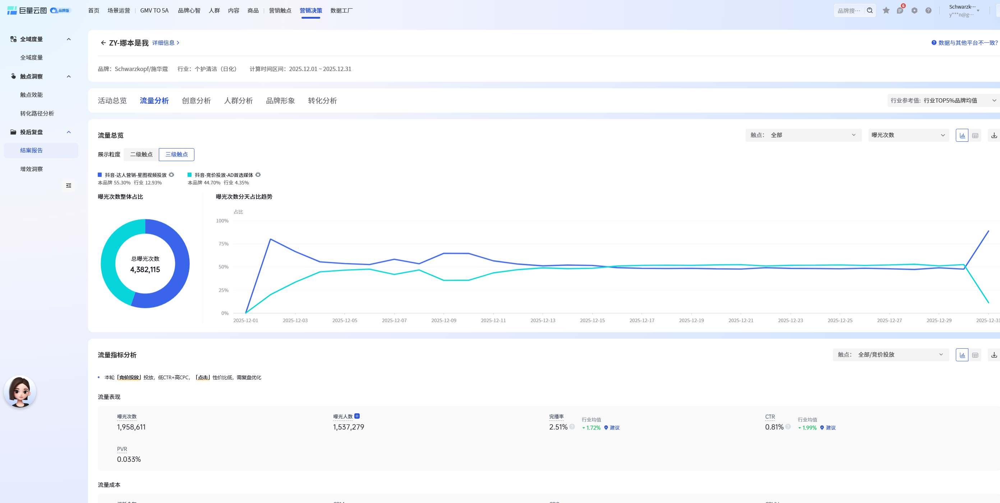 巨量云图 品牌版 首页 场景运营 GMV TO 5A 品牌心智 人群 内容 商品 营销触点 营销决策 数据工厂 品牌搜··· 6 Schwarzk···
y***n@g···
全域度量
全域度量
触点洞察
触点效能
转化路径分析
投后复盘
结案报告
增效洞察
ZY-娜本是我 详细信息 数据与其他平台不一致?
品牌：Schwarzkopf/施华蔻 行业：个护清洁（日化） 计算时间区间：2025.12.01 ~ 2025.12.31
活动总览 流量分析 创意分析 人群分析 品牌形象 转化分析 行业参考值: 行业TOP5%品牌均值
流量总览 触点： 全部 曝光次数
展示粒度 二级触点 三级触点
抖音-达人营销-星图视频投放 抖音-竞价投放-AD首选媒体
本品牌 55.30% 行业 12.93% 本品牌 44.70% 行业 4.35%
曝光次数整体占比 曝光次数分天占比趋势
占比
100%
75%
50%
25%
0%
总曝光次数
4,382,115
2025-12-01 2025-12-03 2025-12-05 2025-12-07 2025-12-09 2025-12-11 2025-12-13 2025-12-15 2025-12-17 2025-12-19 2025-12-21 2025-12-23 2025-12-25 2025-12-27 2025-12-29 2025-12-31
流量指标分析 触点： 全部/竞价投放
本轮「竞价投放」投放，低CTR+高CPC，「点击」性价比低，需复盘优化
流量表现
曝光次数 曝光人数 完播率 行业均值 CTR 行业均值
1,958,611 1,537,279 2.51% 1.72% 建议 0.81% 1.99% 建议
PVR
0.033%
流量成本